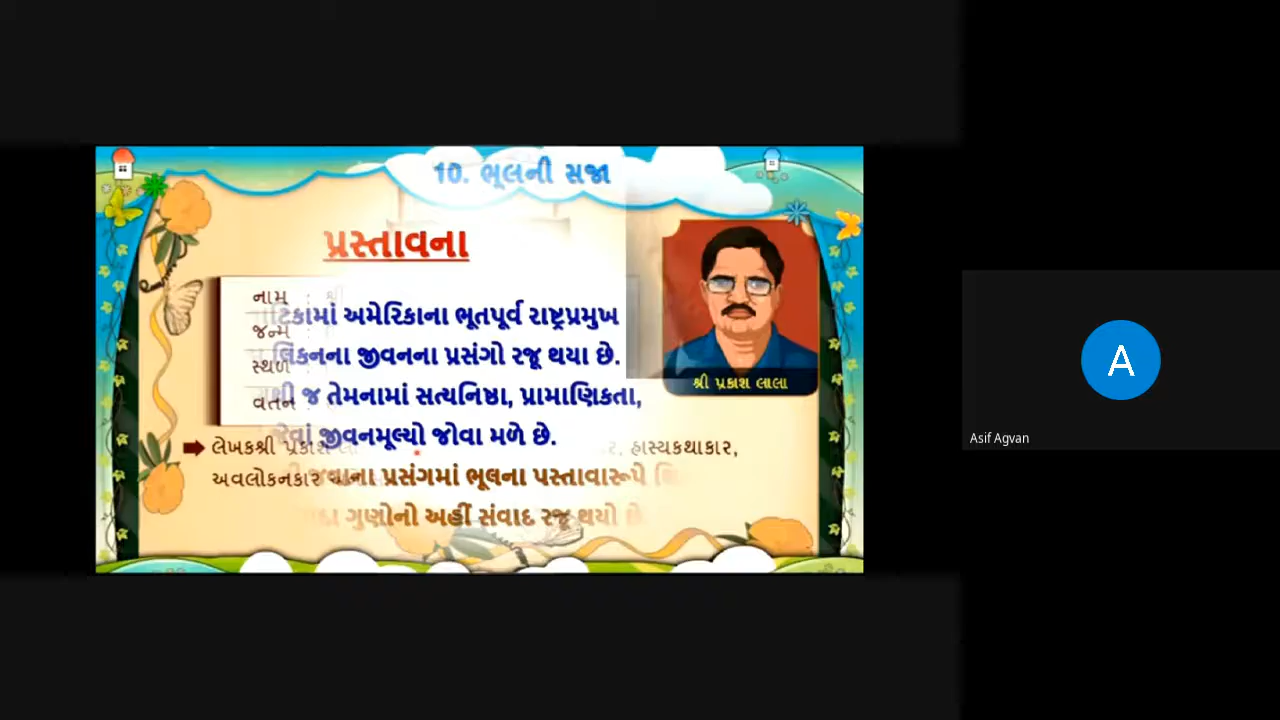 10. ભૂલની સજા
પ્રસ્તાવના
નામ : શ્રી
જન્મ
સ્થળ
વતન
અમેરિકાના ભૂતપૂર્વ રાષ્ટ્રપ્રમુખ
લિંકનના જીવનના પ્રસંગો રજૂ થયા છે.
જ તેમનામાં સત્યનિષ્ઠા, પ્રામાણિકતા,
જીવનમૂલ્યો જોવા મળે છે.
લેખકશ્રી પ્રકાશ હાસ્યકથાકાર,
અવલોકનકાર
પ્રસંગમાં ભૂલના પસ્તાવારૂપે
ગુણોનો અહીં સંવાદ રજૂ થયો છે
શ્રી પ્રકાશ લાલા
A
Asif Agvan